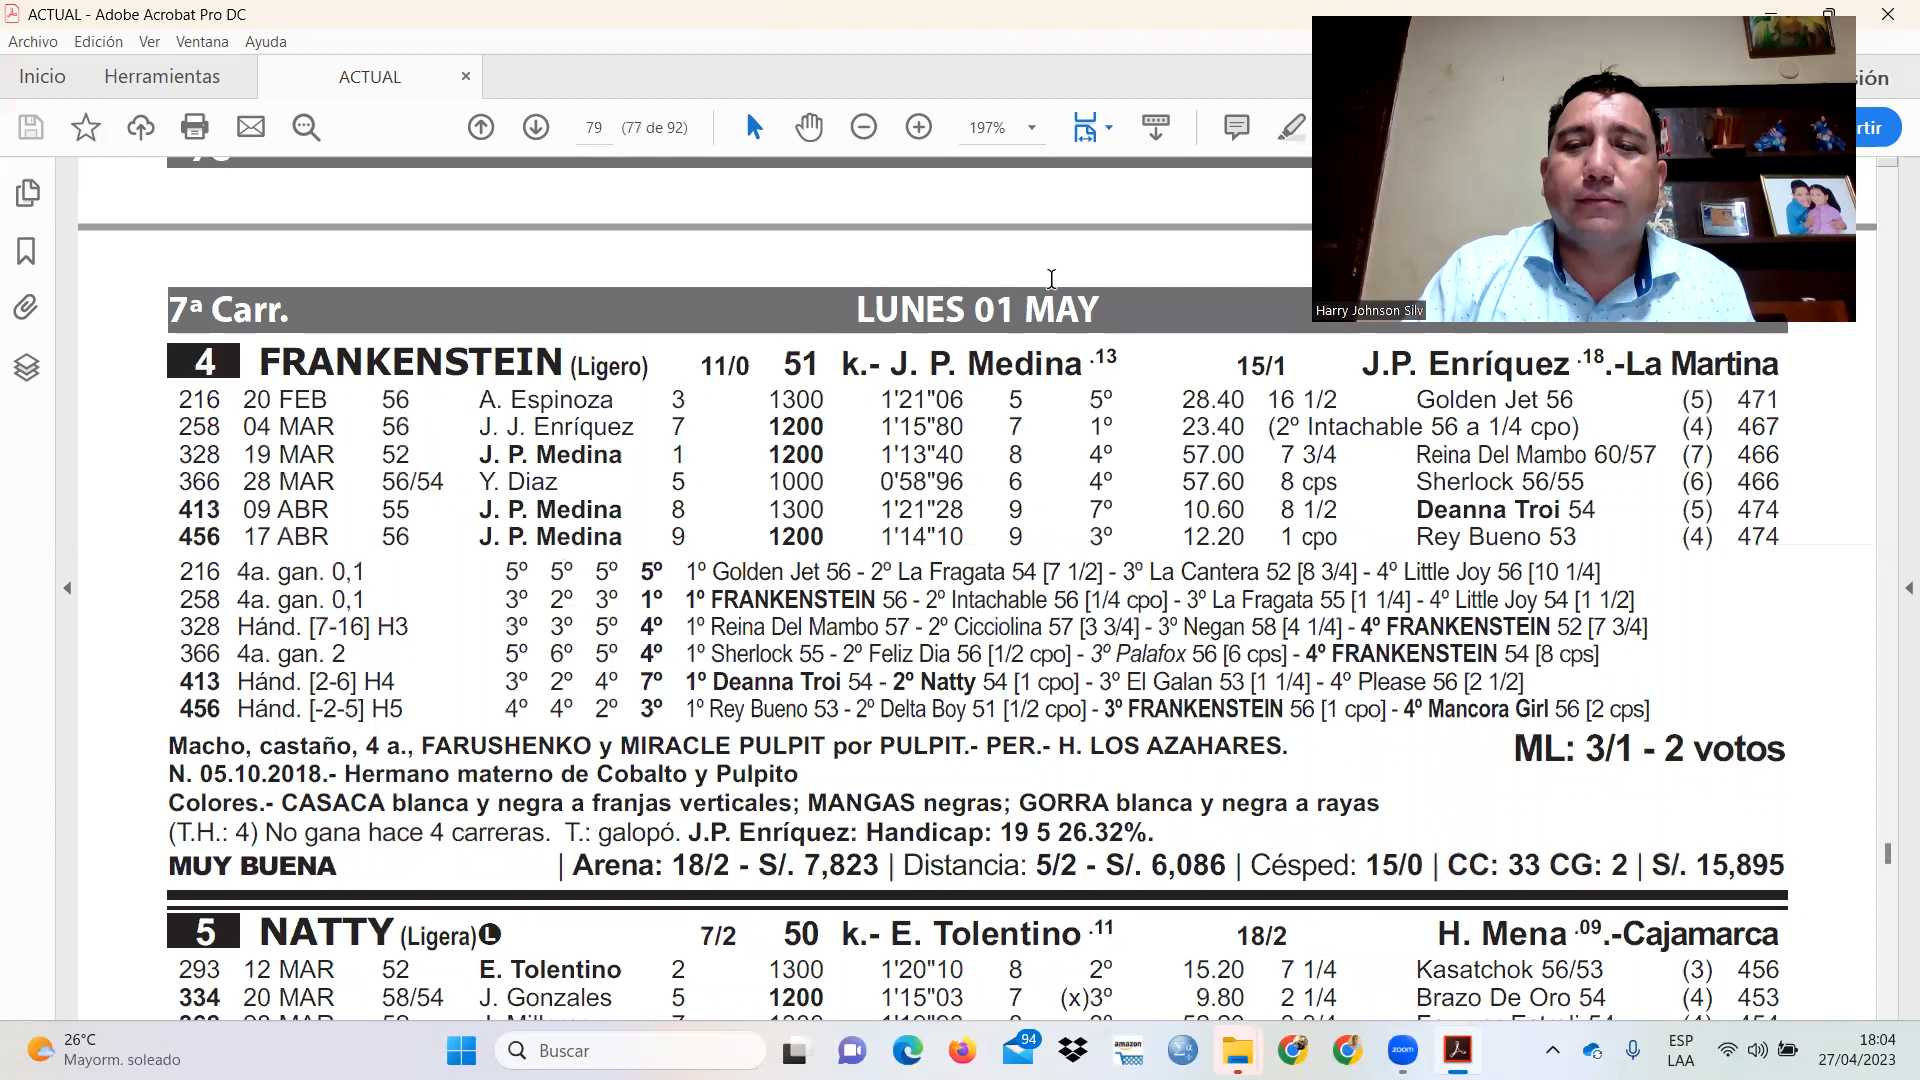 ACTUAL - Adobe Acrobat Pro DC
Archivo Edición Ver Ventana Ayuda
Inicio Herramientas ACTUAL × sión
79 (77 de 92) 197% rtir
7ª Carr. LUNES 01 MAY
Harry Johnson Silv
4 FRANKENSTEIN (Ligero) 11/0 51 k.- J. P. Medina .13 15/1 J.P. Enríquez .18.-La Martina
216 20 FEB 56 A. Espinoza 3 1300 1'21"06 5 5º 28.40 16 1/2 Golden Jet 56 (5) 471
258 04 MAR 56 J. J. Enríquez 7 1200 1'15"80 7 1º 23.40 (2º Intachable 56 a 1/4 cpo) (4) 467
328 19 MAR 52 J. P. Medina 1 1200 1'13"40 8 4º 57.00 7 3/4 Reina Del Mambo 60/57 (7) 466
366 28 MAR 56/54 Y. Diaz 5 1000 0'58"96 6 4º 57.60 8 cps Sherlock 56/55 (6) 466
413 09 ABR 55 J. P. Medina 8 1300 1'21"28 9 7º 10.60 8 1/2 Deanna Troi 54 (5) 474
456 17 ABR 56 J. P. Medina 9 1200 1'14"10 9 3º 12.20 1 cpo Rey Bueno 53 (4) 474
216 4a. gan. 0,1 5º 5º 5º 5º 1º Golden Jet 56 - 2º La Fragata 54 [7 1/2] - 3º La Cantera 52 [8 3/4] - 4º Little Joy 56 [10 1/4]
258 4a. gan. 0,1 3º 2º 3º 1º 1º FRANKENSTEIN 56 - 2º Intachable 56 [1/4 cpo] - 3º La Fragata 55 [1 1/4] - 4º Little Joy 54 [1 1/2]
328 Hánd. [7-16] H3 3º 3º 5º 4º 1º Reina Del Mambo 57 - 2º Cicciolina 57 [3 3/4] - 3º Negan 58 [4 1/4] - 4º FRANKENSTEIN 52 [7 3/4]
366 4a. gan. 2 5º 6º 5º 4º 1º Sherlock 55 - 2º Feliz Dia 56 [1/2 cpo] - 3º Palafox 56 [6 cps] - 4º FRANKENSTEIN 54 [8 cps]
413 Hánd. [2-6] H4 3º 2º 4º 7º 1º Deanna Troi 54 - 2º Natty 54 [1 cpo] - 3º El Galan 53 [1 1/4] - 4º Please 56 [2 1/2]
456 Hánd. [-2-5] H5 4º 4º 2º 3º 1º Rey Bueno 53 - 2º Delta Boy 51 [1/2 cpo] - 3º FRANKENSTEIN 56 [1 cpo] - 4º Mancora Girl 56 [2 cps]
Macho, castaño, 4 a., FARUSHENKO y MIRACLE PULPIT por PULPIT.- PER.- H. LOS AZAHARES. ML: 3/1 - 2 votos
N. 05.10.2018.- Hermano materno de Cobalto y Pulpito
Colores.- CASACA blanca y negra a franjas verticales; MANGAS negras; GORRA blanca y negra a rayas
(T.H.: 4) No gana hace 4 carreras. T.: galopó. J.P. Enríquez: Handicap: 19 5 26.32%.
MUY BUENA | Arena: 18/2 - S/. 7,823 | Distancia: 5/2 - S/. 6,086 | Césped: 15/0 | CC: 33 CG: 2 | S/. 15,895
5 NATTY (Ligera) L 7/2 50 k.- E. Tolentino .11 18/2 H. Mena .09.-Cajamarca
293 12 MAR 52 E. Tolentino 2 1300 1'20"10 8 2º 15.20 7 1/4 Kasatchok 56/53 (3) 456
334 20 MAR 58/54 J. Gonzales 5 1200 1'15"03 7 (x)3º 9.80 2 1/4 Brazo De Oro 54 (4) 453
26°C
Mayorm. soleado
Buscar
94
amazon
zoom
ESP
LAA
18:04
27/04/2023